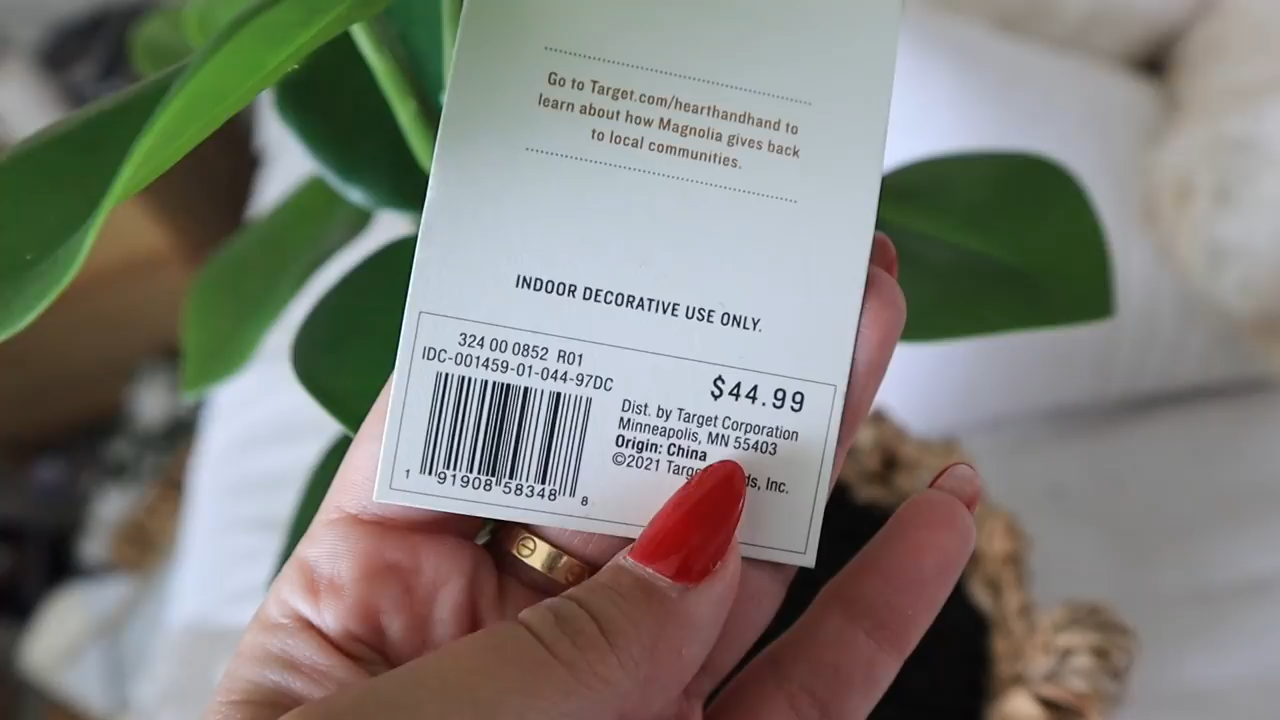 Go to Target.com/hearthandhand to
learn about how Magnolia gives back
to local communities.
INDOOR DECORATIVE USE ONLY.
324 00 0852 R01
IDC-001459-01-044-97DC
1 91908 58348 8
$44.99
Dist. by Target Corporation
Minneapolis, MN 55403
Origin: China
©2021 Inc.